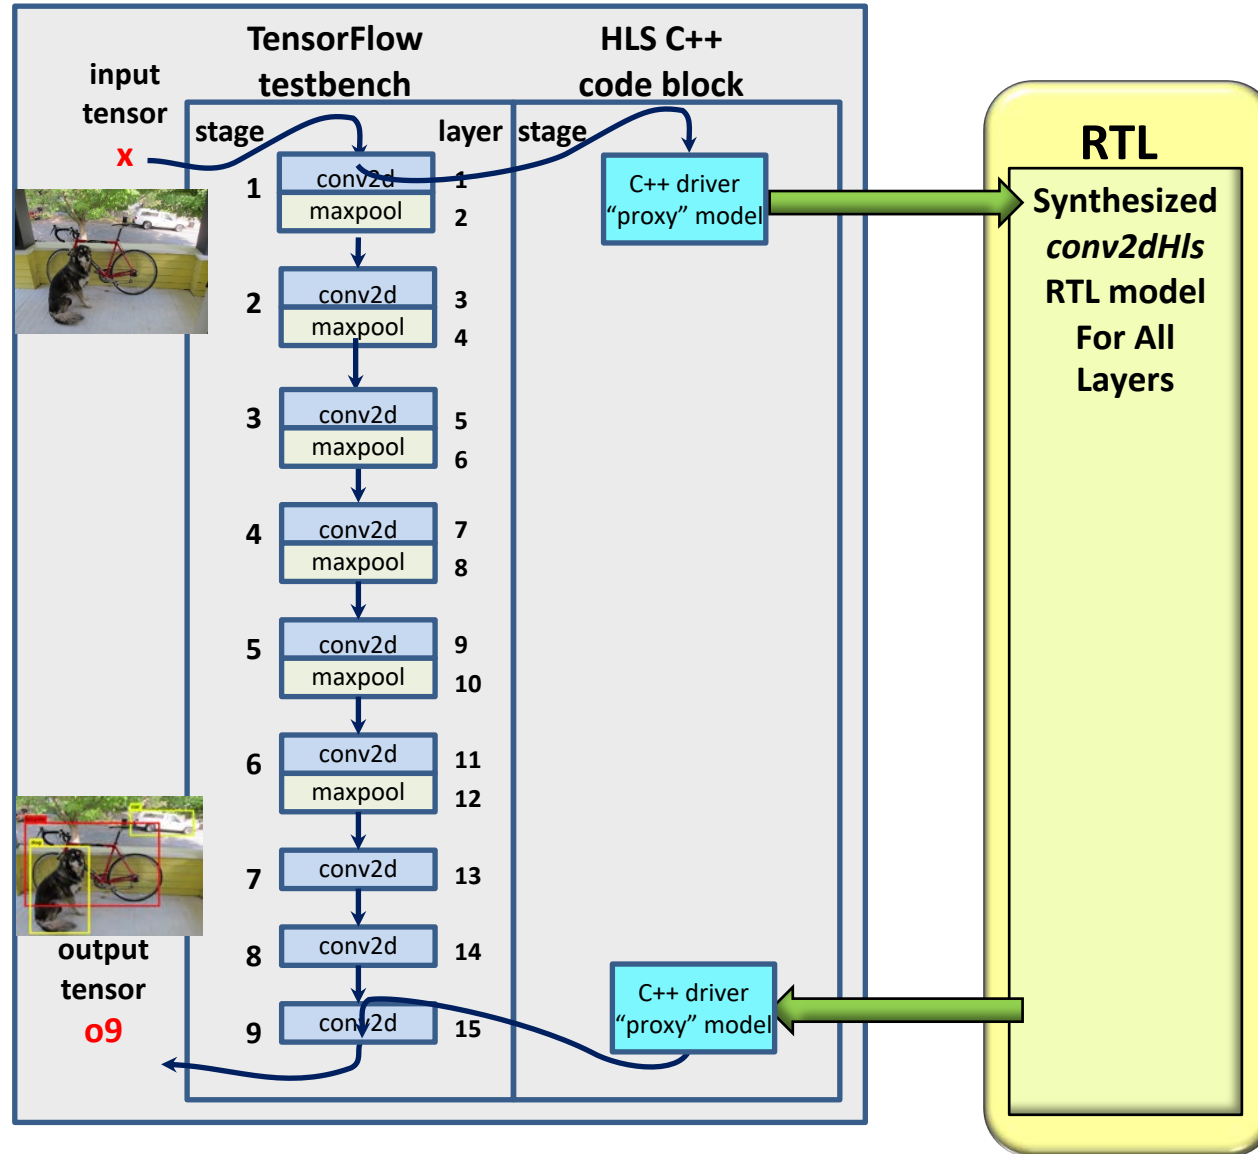 TensorFlow
testbench
HLS C++
code block
input
tensor
x
stage
layer
stage
1
conv2d
1
maxpool
2
2
conv2d
3
maxpool
4
3
conv2d
5
maxpool
6
4
conv2d
7
maxpool
8
5
conv2d
9
maxpool
10
6
conv2d
11
maxpool
12
7
conv2d
13
8
conv2d
14
9
conv2d
15
output
tensor
o9
C++ driver
“proxy” model
C++ driver
“proxy” model
RTL
Synthesized
conv2dHls
RTL model
For All
Layers